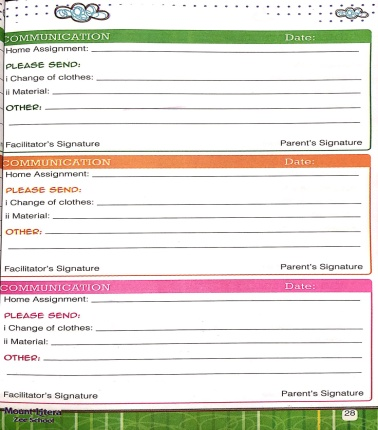 COMMUNICATION Date:
Home Assignment:
PLEASE SEND:
i Change of clothes:
ii Material:
OTHER:
Facilitator's Signature Parent's Signature
COMMUNICATION Date:
Home Assignment:
PLEASE SEND:
i Change of clothes:
ii Material:
OTHER:
Facilitator's Signature Parent's Signature
COMMUNICATION Date:
Home Assignment:
PLEASE SEND:
i Change of clothes:
ii Material:
OTHER:
Facilitator's Signature Parent's Signature
Mount Litera
Zee School
28